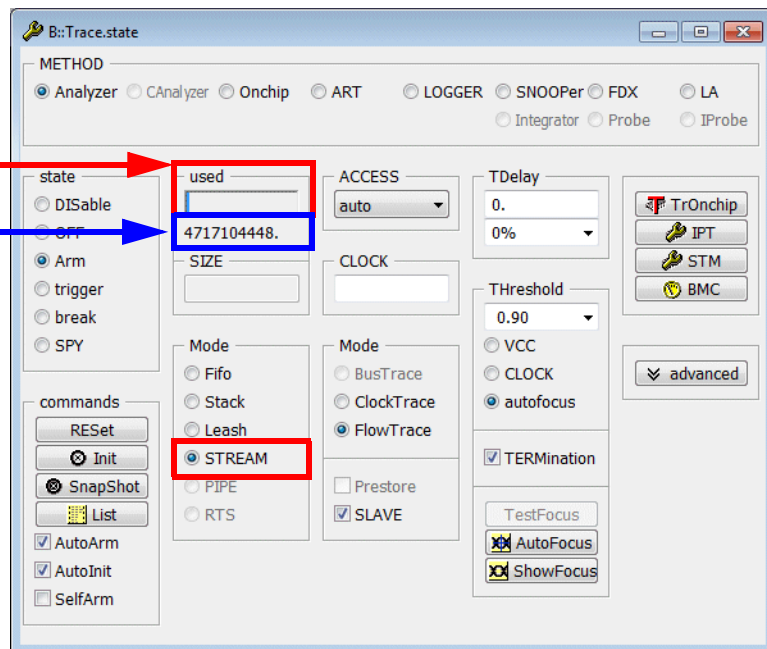 B::Trace.state
METHOD
Analyzer CAnalyzer Onchip ART LOGGER SNOOPer FDX LA
Integrator Probe IProbe
state
DISable
OFF
Arm
trigger
break
SPY
used
4717104448.
SIZE
ACCESS
auto
CLOCK
TDelay
0.
0%
THreshold
0.90
VCC
CLOCK
autofocus
TERMination
TestFocus
AutoFocus
ShowFocus
TrOnchip
IPT
STM
BMC
advanced
Mode
Fifo
Stack
Leash
STREAM
PIPE
RTS
Mode
BusTrace
ClockTrace
FlowTrace
Prestore
SLAVE
commands
RESet
Init
SnapShot
List
AutoArm
AutoInit
SelfArm